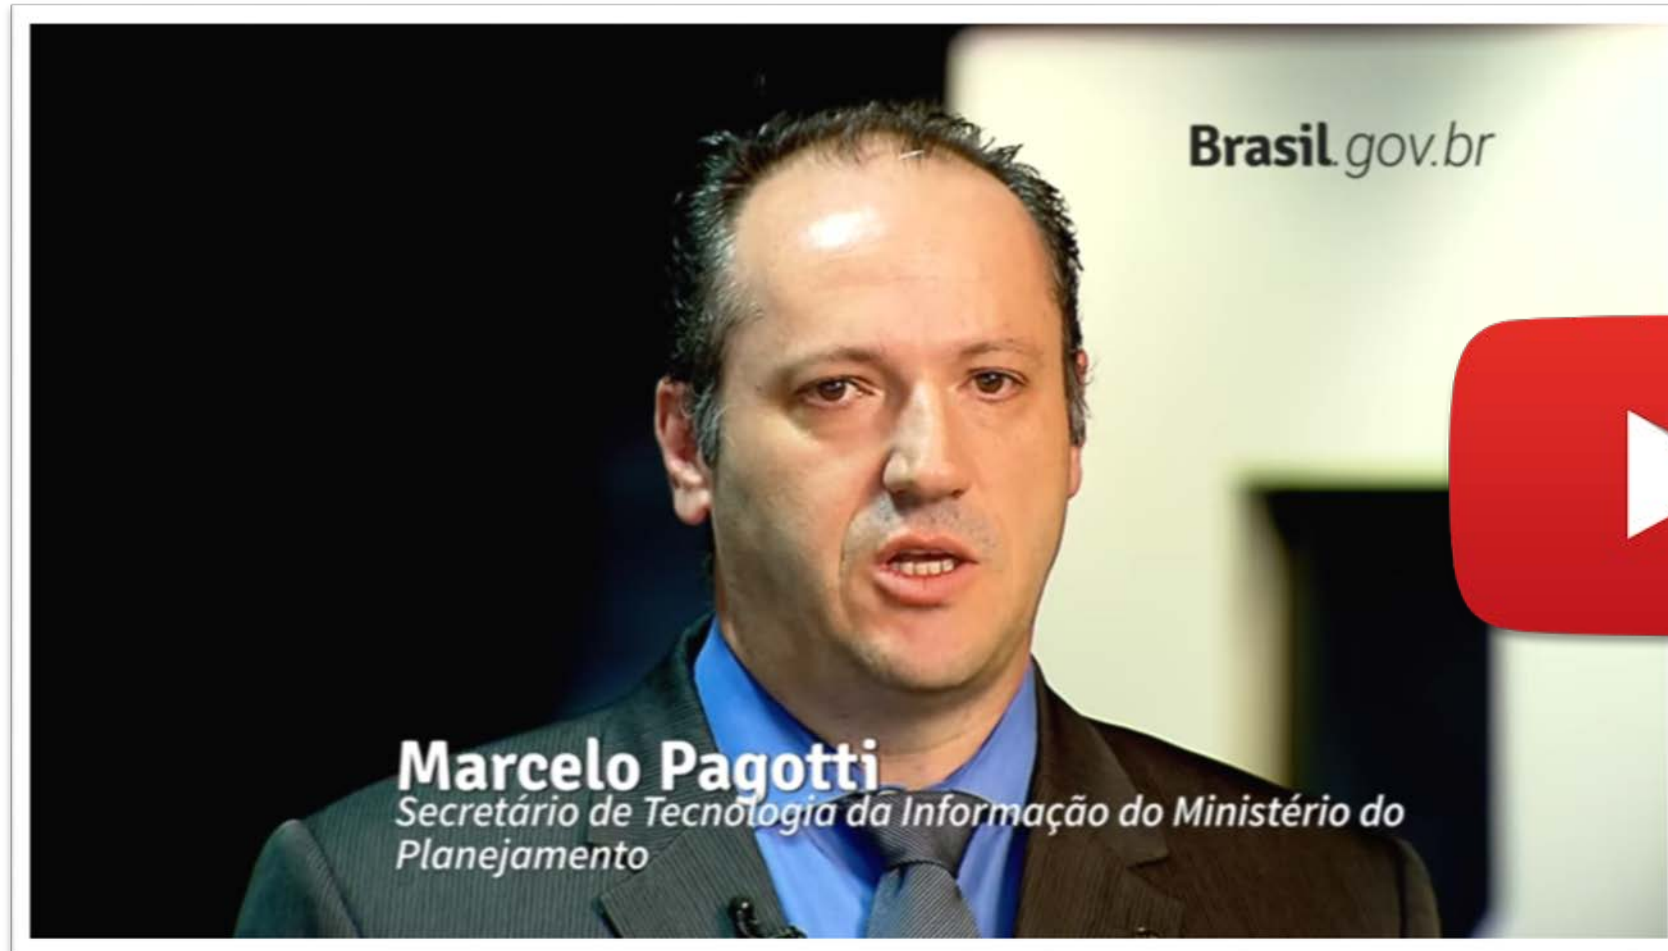 Brasil.gov.br
Marcelo Pagotti
Secretário de Tecnologia da Informação do Ministério do
Planejamento